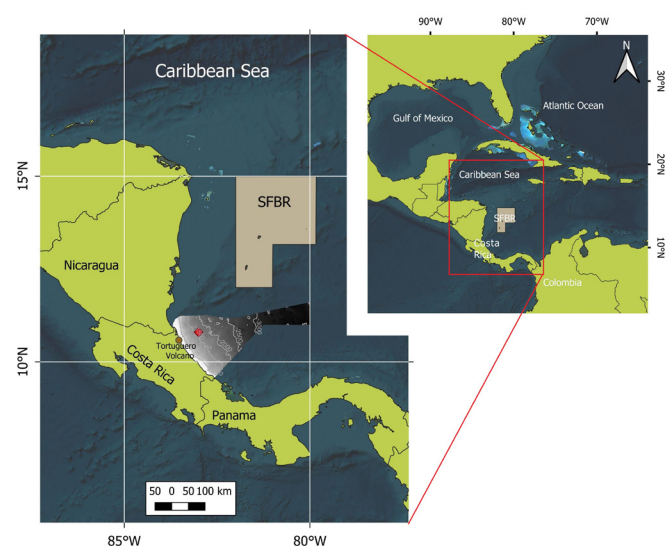 Caribbean Sea
15°N
SFBR
Nicaragua
Tortuguero
Volcano
10°N
Costa Rica
Panama
50 0 50 100 km
85°W 80°W
90°W 80°W 70°W
N
30°N
Atlantic Ocean
Gulf of Mexico
20°N
Caribbean Sea
SFBR
Costa
Rica
10°N
Colombia